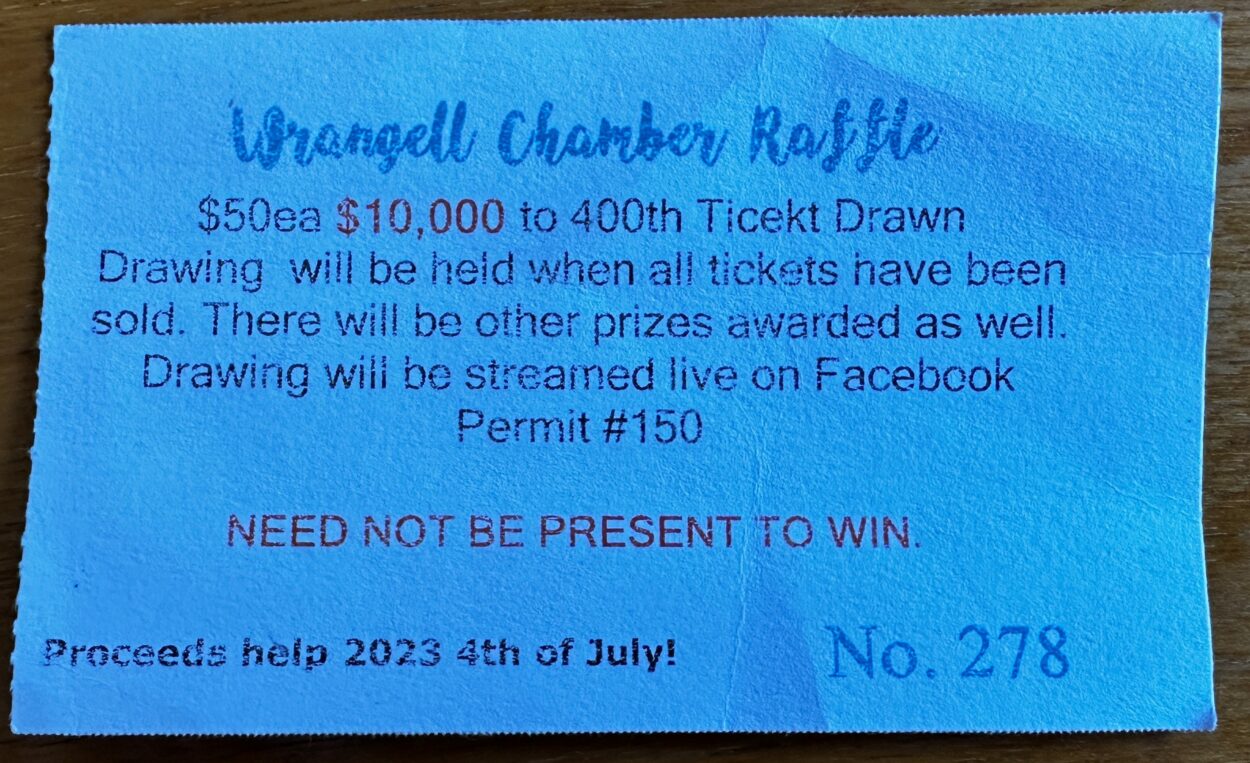 Wrangell Chamber Raffle
$50ea $10,000 to 400th Ticekt Drawn
Drawing will be held when all tickets have been
sold. There will be other prizes awarded as well.
Drawing will be streamed live on Facebook
Permit #150
NEED NOT BE PRESENT TO WIN.
Proceeds help 2023 4th of July!
No. 278